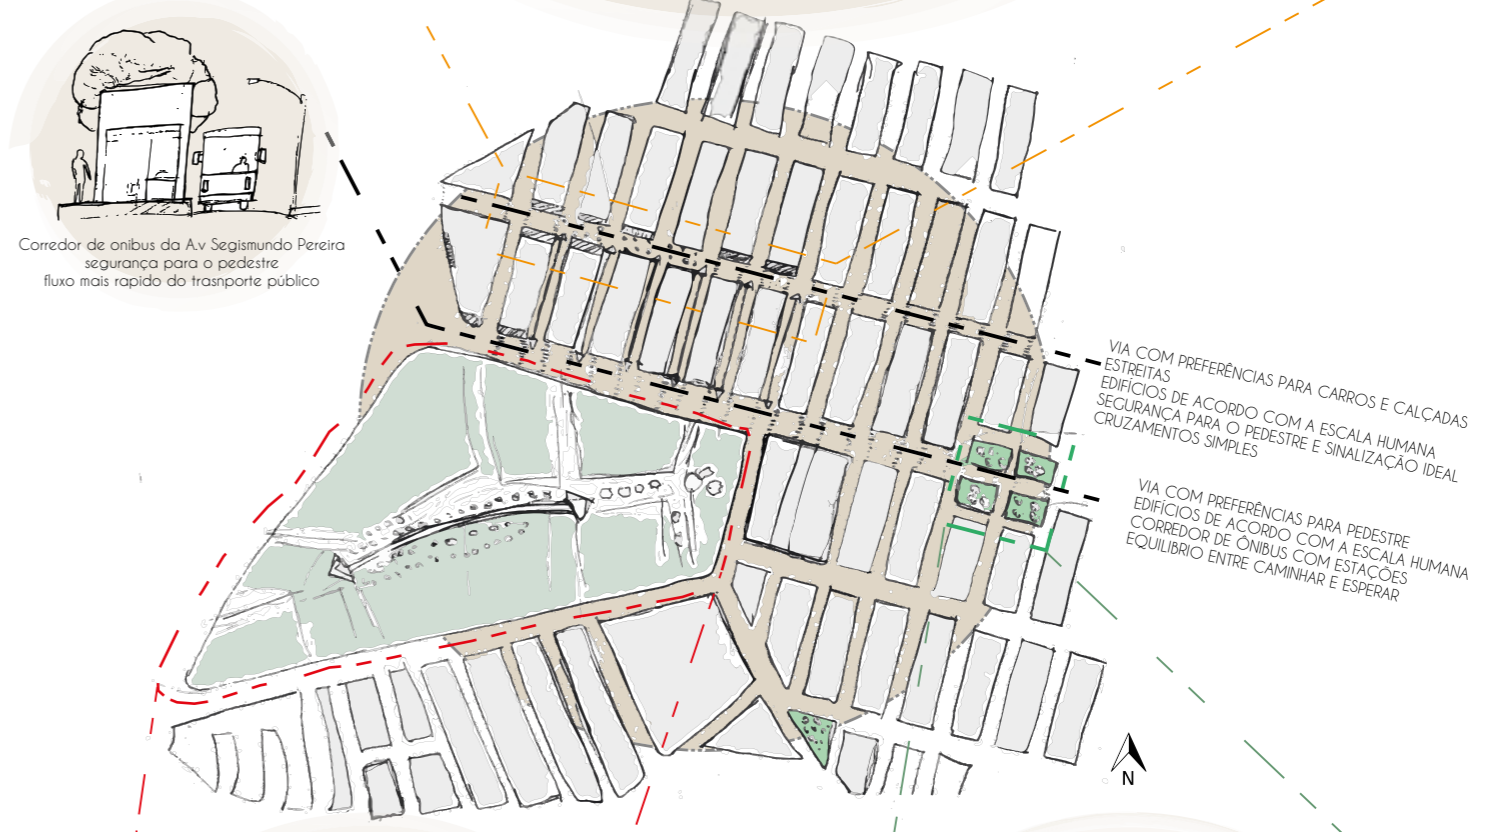 Corredor de onibus da A.v Segismundo Pereira
segurança para o pedestre
fluxo mais rapido do trasnporte público
VIA COM PREFERÊNCIAS PARA CARROS E CALÇADAS
ESTREITAS
EDIFÍCIOS DE ACORDO COM A ESCALA HUMANA
SEGURANÇA PARA O PEDESTRE E SINALIZAÇÃO IDEAL
CRUZAMENTOS SIMPLES
VIA COM PREFERÊNCIAS PARA PEDESTRE
EDIFÍCIOS DE ACORDO COM A ESCALA HUMANA
CORREDOR DE ÔNIBUS COM ESTAÇÕES
EQUILIBRIO ENTRE CAMINHAR E ESPERAR
N